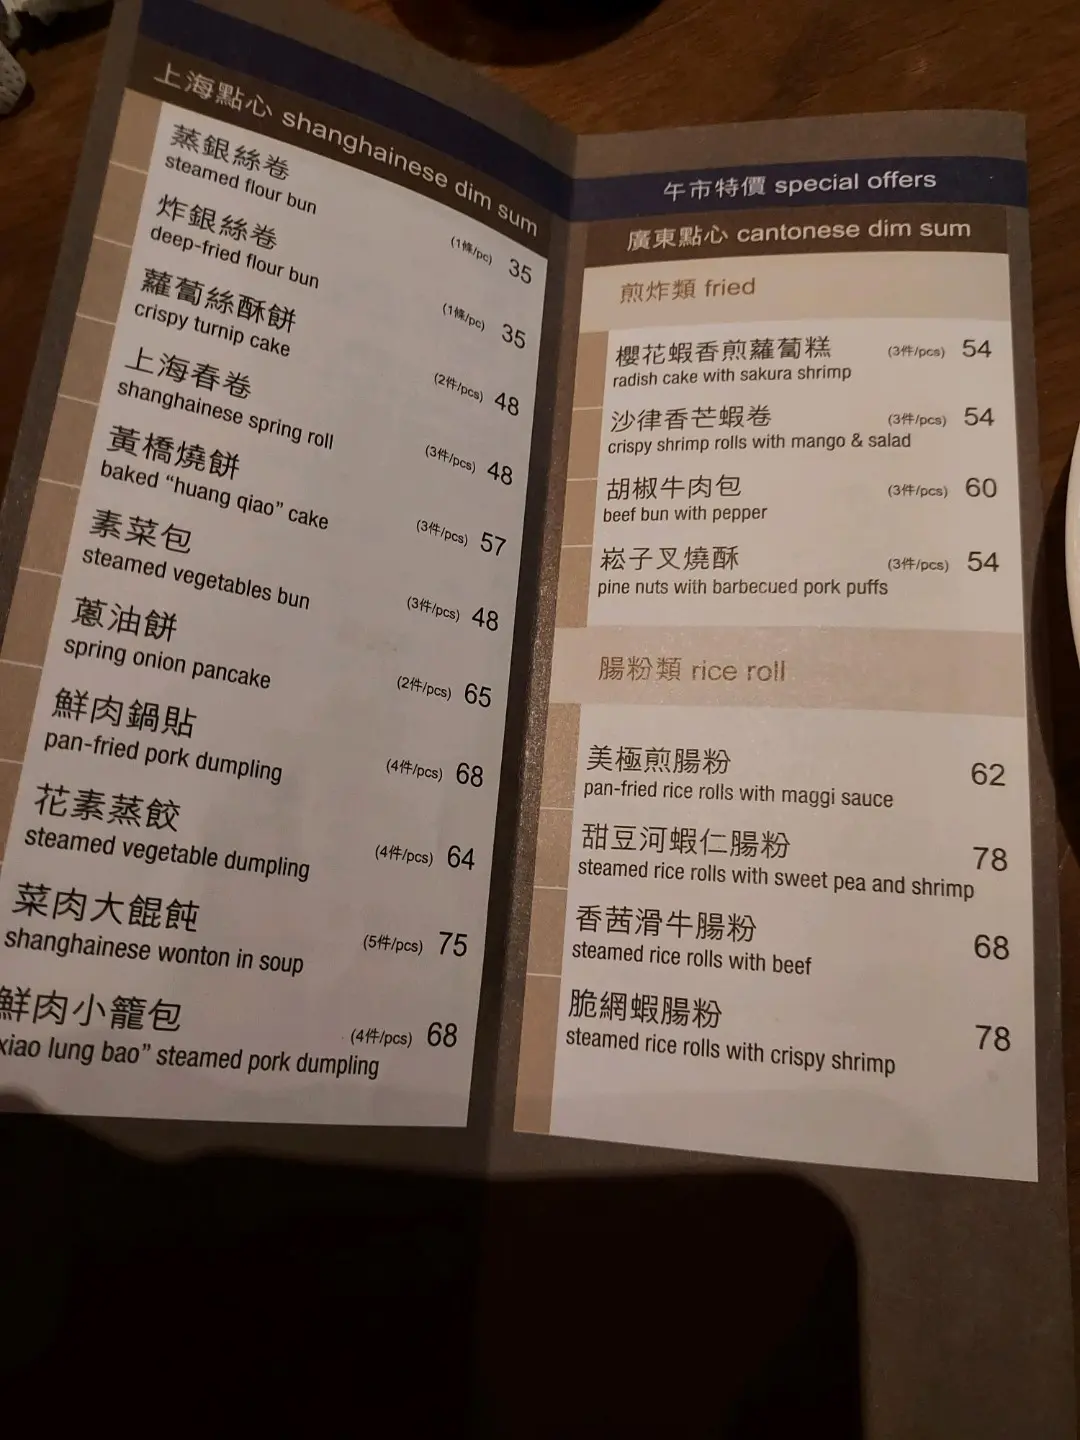 上海點心 shanghainese dim sum
蒸銀絲卷
steamed flour bun
(1條/pc) 35
炸銀絲卷
deep-fried flour bun
(1條/pc) 35
蘿蔔絲酥餅
crispy turnip cake
(2件/pcs) 48
上海春卷
shanghainese spring roll
(3件/pcs) 48
黃橋燒餅
baked “huang qiao” cake
(3件/pcs) 57
素菜包
steamed vegetables bun
(3件/pcs) 48
蔥油餅
spring onion pancake
(2件/pcs) 65
鮮肉鍋貼
pan-fried pork dumpling
(4件/pcs) 68
花素蒸餃
steamed vegetable dumpling
(4件/pcs) 64
菜肉大餛飩
shanghainese wonton in soup
(5件/pcs) 75
鮮肉小籠包
xiao lung bao” steamed pork dumpling
(4件/pcs) 68
午市特價 special offers
廣東點心 cantonese dim sum
煎炸類 fried
櫻花蝦香煎蘿蔔糕 (3件/pcs) 54
radish cake with sakura shrimp
沙律香芒蝦卷 (3件/pcs) 54
crispy shrimp rolls with mango & salad
胡椒牛肉包 (3件/pcs) 60
beef bun with pepper
崧子叉燒酥 (3件/pcs) 54
pine nuts with barbecued pork puffs
腸粉類 rice roll
美極煎腸粉 62
pan-fried rice rolls with maggi sauce
甜豆河蝦仁腸粉 78
steamed rice rolls with sweet pea and shrimp
香茜滑牛腸粉 68
steamed rice rolls with beef
脆網蝦腸粉 78
steamed rice rolls with crispy shrimp